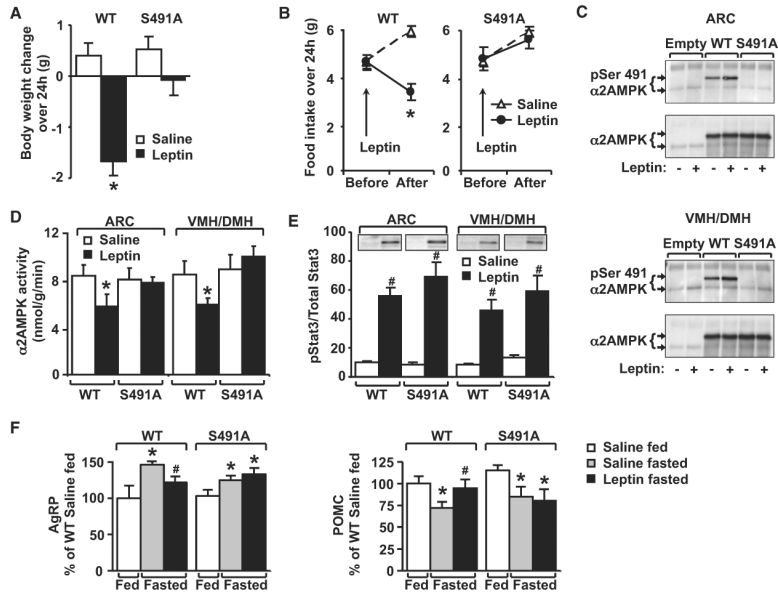 A
WT S491A
Body weight change
over 24h (g)
1
0
-1
-2
Saline
Leptin
*
B
WT S491A
Food intake over 24h (g)
6
4
2
0
6
4
2
0
Leptin
*
Saline
Leptin
Leptin
Before After
Before After
C
ARC
Empty WT S491A
pSer 491
α2AMPK
α2AMPK
Leptin: - + - + - +
VMH/DMH
Empty WT S491A
pSer 491
α2AMPK
α2AMPK
Leptin: - + - + - +
D
ARC VMH/DMH
Saline
Leptin
α2AMPK activity
(nmol/g/min)
12
8
4
0
* *
WT S491A WT S491A
E
ARC VMH/DMH
pStat3/Total Stat3
100
80
60
40
20
0
Saline
Leptin
# # # #
WT S491A WT S491A
F
WT S491A
AgRP
% of WT Saline fed
150
100
50
0
* # * *
Fed Fasted Fed Fasted
WT S491A
POMC
% of WT Saline fed
125
100
75
50
25
0
* # * *
Fed Fasted Fed Fasted
Saline fed
Saline fasted
Leptin fasted